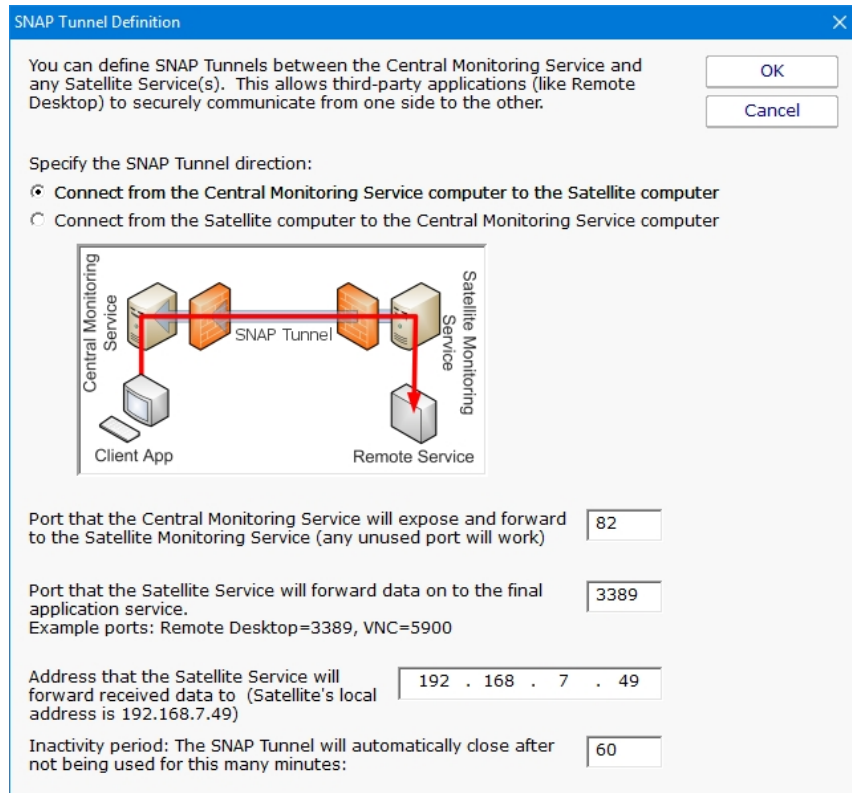 SNAP Tunnel Definition
You can define SNAP Tunnels between the Central Monitoring Service and
any Satellite Service(s).  This allows third-party applications (like Remote
Desktop) to securely communicate from one side to the other.
OK
Cancel
Specify the SNAP Tunnel direction:
Connect from the Central Monitoring Service computer to the Satellite computer
Connect from the Satellite computer to the Central Monitoring Service computer
Central Monitoring
Service
SNAP Tunnel
Satellite Monitoring
Service
Client App
Remote Service
Port that the Central Monitoring Service will expose and forward
to the Satellite Monitoring Service (any unused port will work)
82
Port that the Satellite Service will forward data on to the final
application service.
Example ports: Remote Desktop=3389, VNC=5900
3389
Address that the Satellite Service will
forward received data to  (Satellite's local
address is 192.168.7.49)
192 . 168 . 7 . 49
Inactivity period: The SNAP Tunnel will automatically close after
not being used for this many minutes:
60